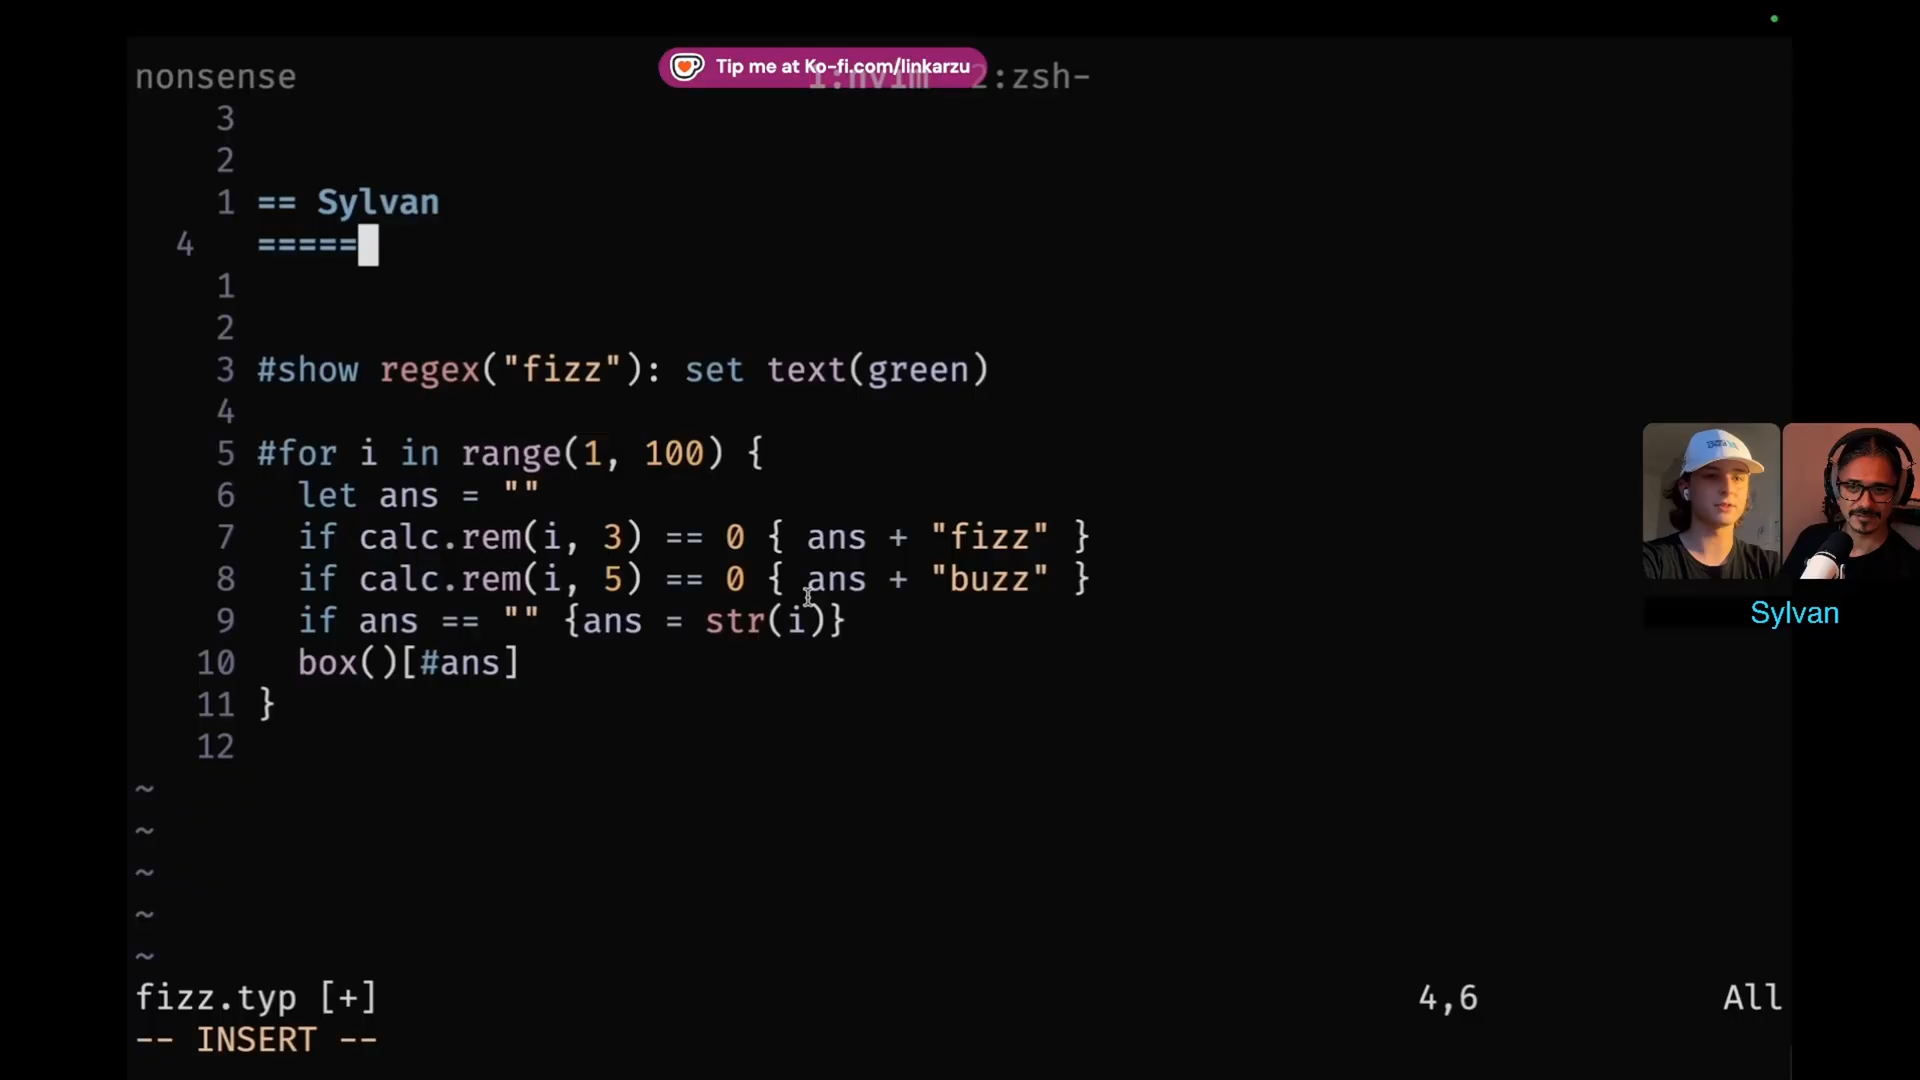 Tip me at Ko-fi.com/linkarzu
nonsense 1:nvim 2:zsh-
3
2
1 == Sylvan
4 =====
1
2
3 #show regex("fizz"): set text(green)
4
5 #for i in range(1, 100) {
6 let ans = ""
7 if calc.rem(i, 3) == 0 { ans + "fizz" }
8 if calc.rem(i, 5) == 0 { ans + "buzz" }
9 if ans == "" {ans = str(i)}
10 box()[#ans]
11 }
12
~
~
~
~
~
Sylvan
fizz.typ [+] 4,6 All
-- INSERT --